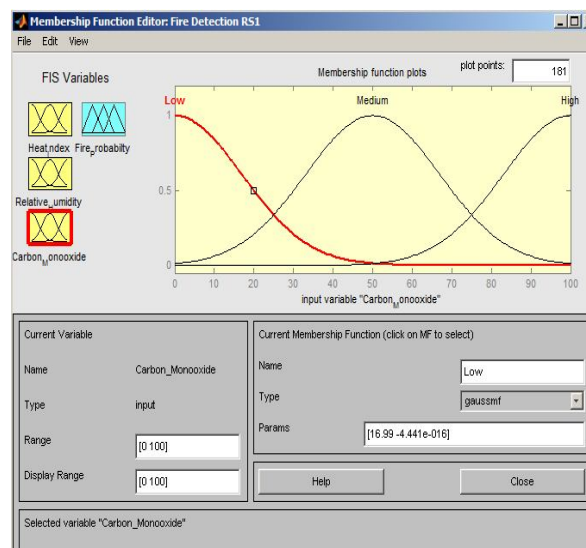 Membership Function Editor: Fire Detection RS1
File Edit View
FIS Variables
Membership function plots
plot points:
181
Low
Medium
High
1
0.5
0
Heat_Index
Fire_Probabilty
Relative_umidity
Carbon_Monooxide
0 10 20 30 40 50 60 70 80 90 100
input variable "Carbon_Monooxide"
Current Variable
Name Carbon_Monooxide
Type input
Range [0 100]
Display Range [0 100]
Current Membership Function (click on MF to select)
Name Low
Type gaussmf
Params [16.99 -4.441e-016]
Help
Close
Selected variable "Carbon_Monooxide"